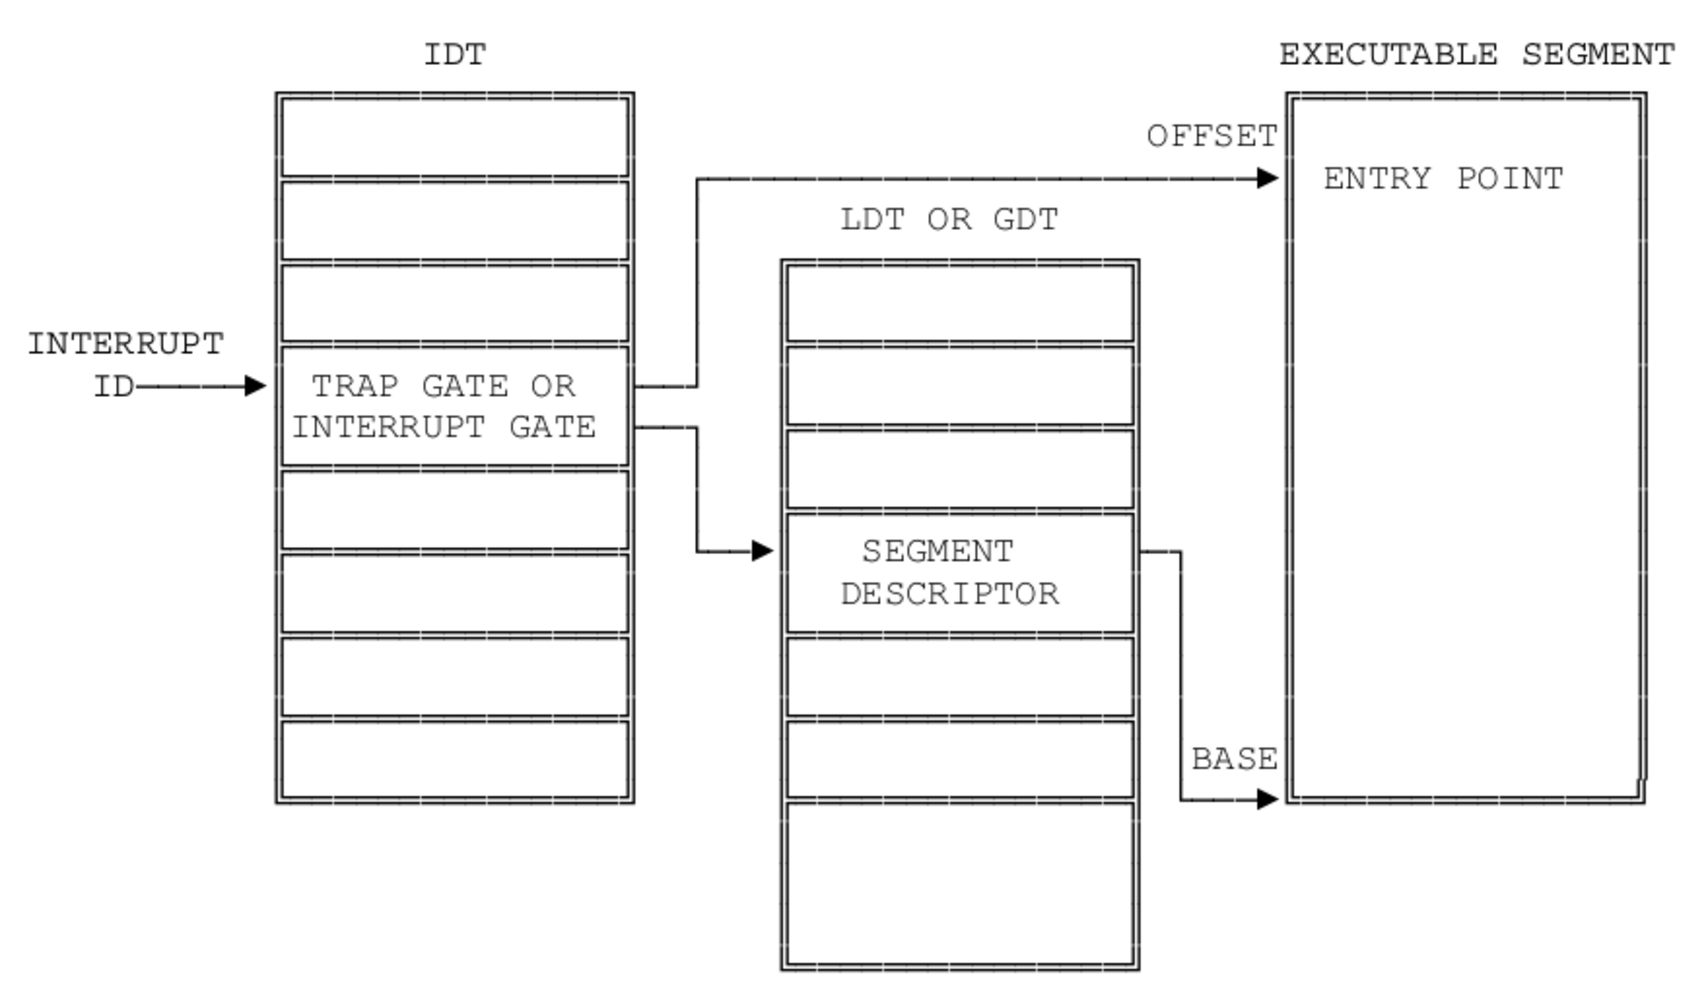 IDT
EXECUTABLE SEGMENT
OFFSET
ENTRY POINT
LDT OR GDT
INTERRUPT
ID
TRAP GATE OR
INTERRUPT GATE
SEGMENT
DESCRIPTOR
BASE